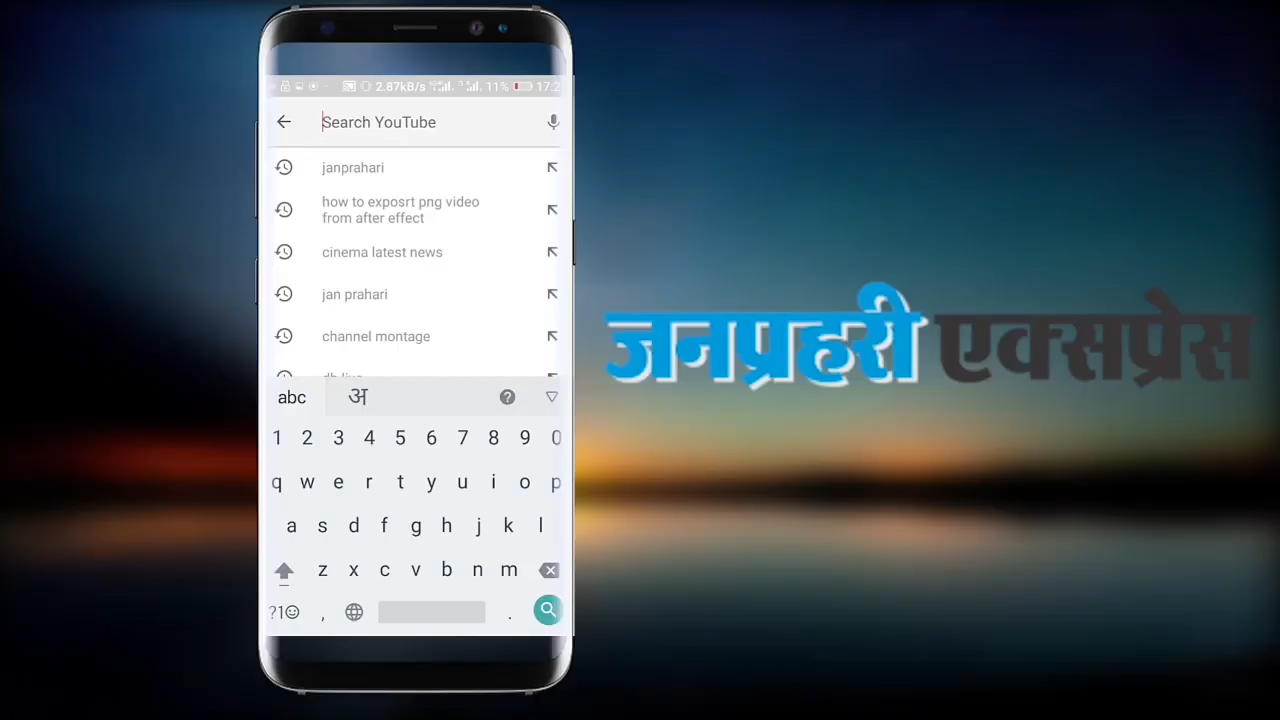 2.87kB/s 4G 3 11% 17:2
Search YouTube
janprahari
how to exposrt png video
from after effect
cinema latest news
jan prahari
channel montage
जनप्रहरी एक्सप्रेस
abc अ ?
1 2 3 4 5 6 7 8 9 0
q w e r t y u i o p
a s d f g h j k l
z x c v b n m
?1☺ , .